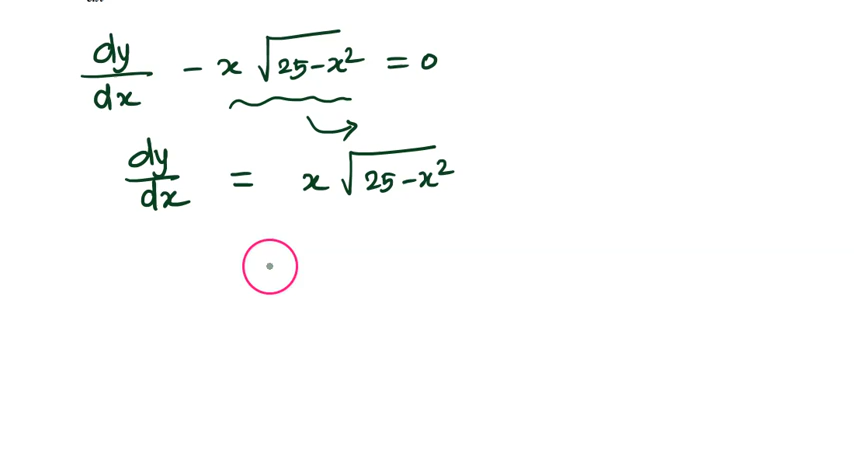 dy/dx - x √(25-x²) = 0
dy/dx = x √(25-x²)